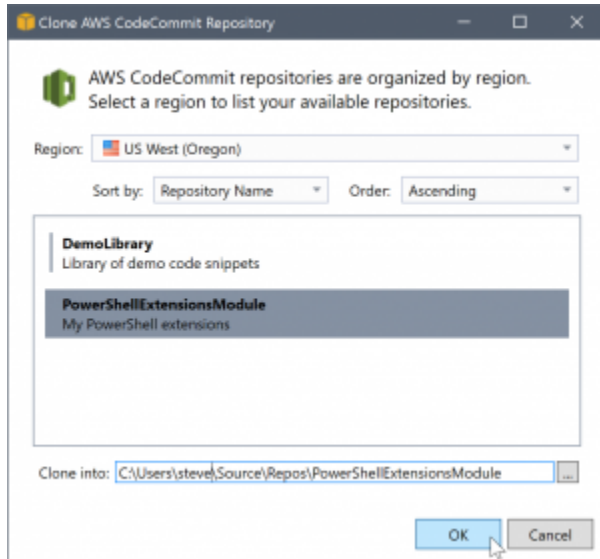 Clone AWS CodeCommit Repository
AWS CodeCommit repositories are organized by region.
Select a region to list your available repositories.
Region: US West (Oregon)
Sort by: Repository Name Order: Ascending
DemoLibrary
Library of demo code snippets
PowerShellExtensionsModule
My PowerShell extensions
Clone into: C:\Users\steve\Source\Repos\PowerShellExtensionsModule ...
OK Cancel